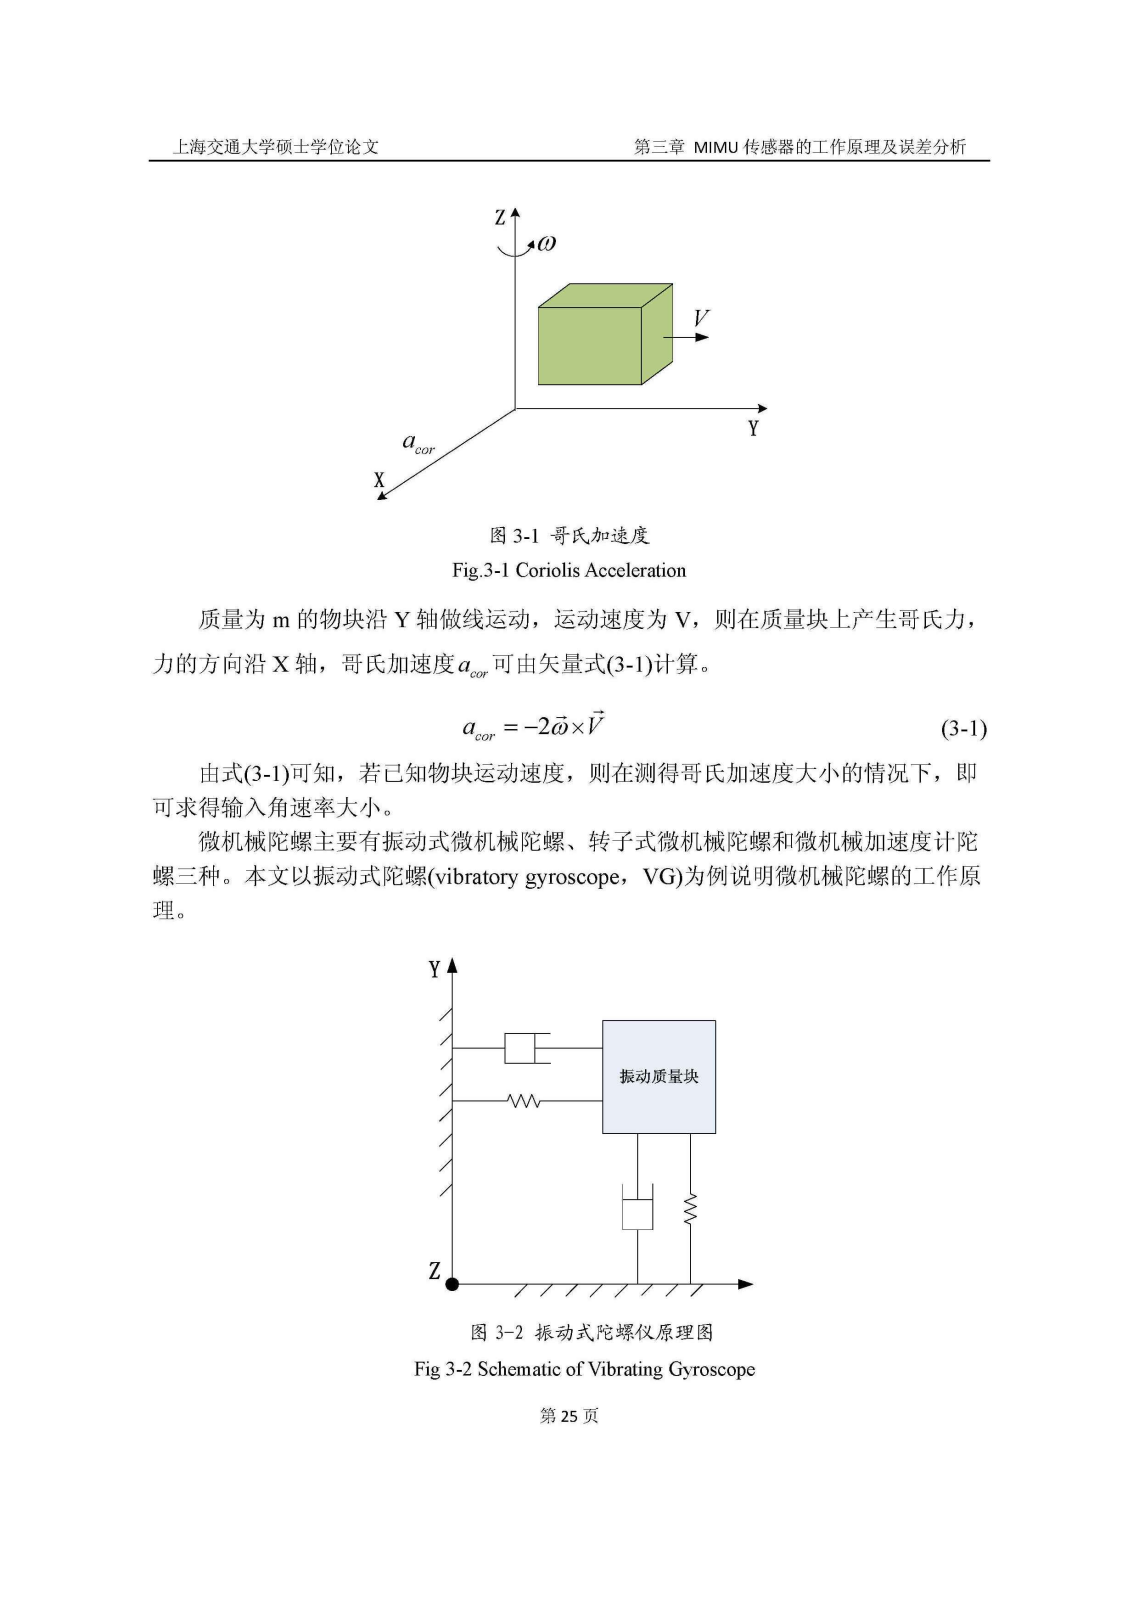 上海交通大学硕士学位论文
第三章 MIMU 传感器的工作原理及误差分析
Z
ω
V
Y
a_cor
X
图 3-1 哥氏加速度
Fig.3-1 Coriolis Acceleration
质量为 m 的物块沿 Y 轴做线运动，运动速度为 V，则在质量块上产生哥氏力，
力的方向沿 X 轴，哥氏加速度 a_cor 可由矢量式(3-1)计算。
a_cor = −2ω⃗×V⃗ (3-1)
由式(3-1)可知，若已知物块运动速度，则在测得哥氏加速度大小的情况下，即
可求得输入角速率大小。
微机械陀螺主要有振动式微机械陀螺、转子式微机械陀螺和微机械加速度计陀
螺三种。本文以振动式陀螺(vibratory gyroscope，VG)为例说明微机械陀螺的工作原
理。
Y
振动质量块
Z
图 3-2 振动式陀螺仪原理图
Fig 3-2 Schematic of Vibrating Gyroscope
第 25 页